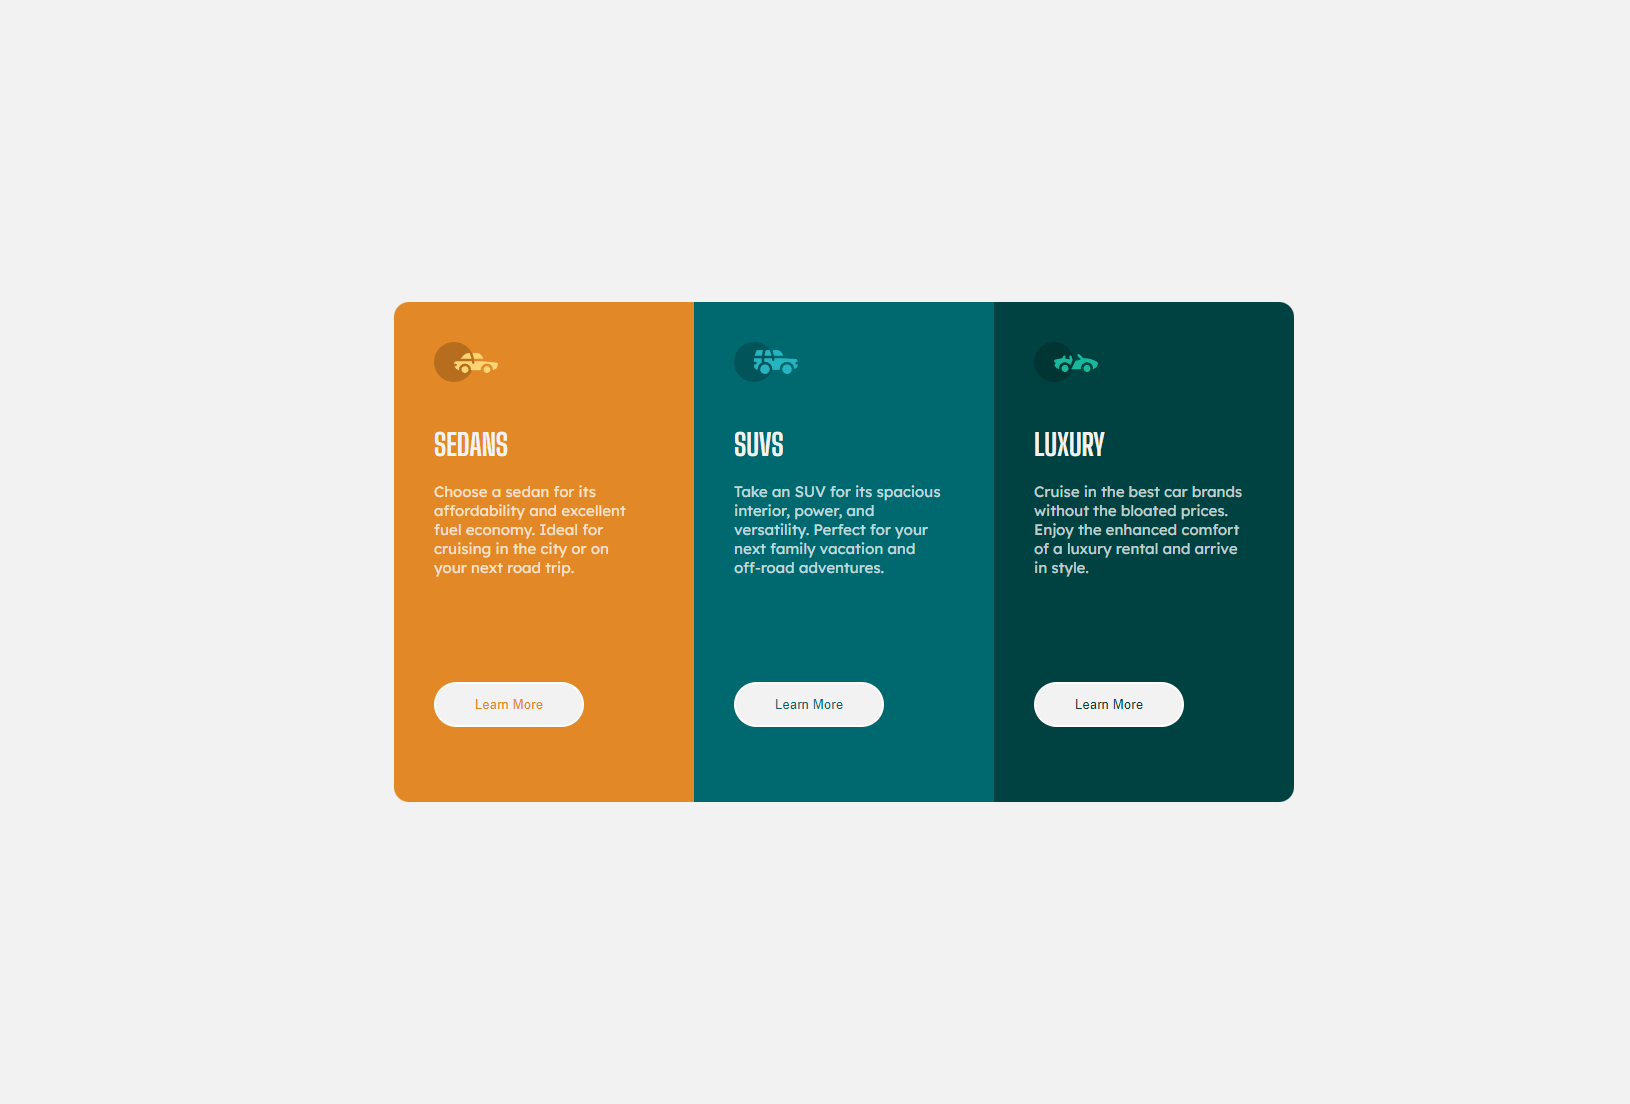 SEDANS
Choose a sedan for its
affordability and excellent
fuel economy. Ideal for
cruising in the city or on
your next road trip.
Learn More
SUVS
Take an SUV for its spacious
interior, power, and
versatility. Perfect for your
next family vacation and
off-road adventures.
Learn More
LUXURY
Cruise in the best car brands
without the bloated prices.
Enjoy the enhanced comfort
of a luxury rental and arrive
in style.
Learn More